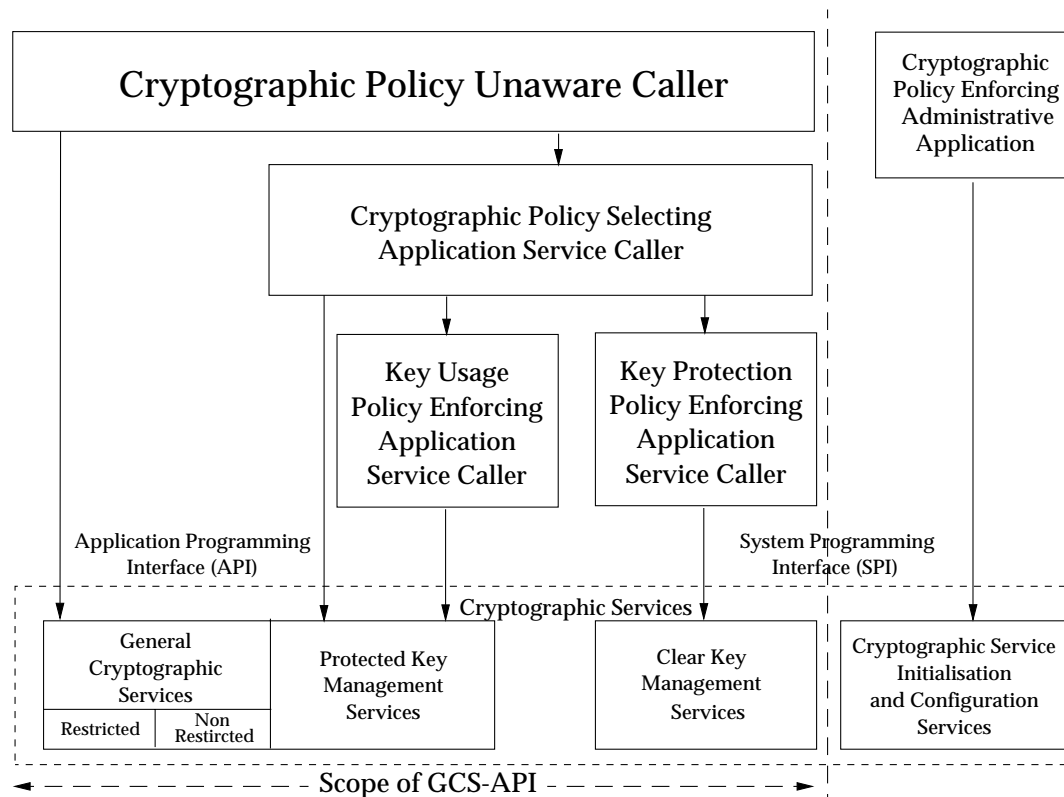 Cryptographic Policy Unaware Caller
Cryptographic
Policy Enforcing
Administrative
Application
Cryptographic Policy Selecting
Application Service Caller
Key Usage
Policy Enforcing
Application
Service Caller
Key Protection
Policy Enforcing
Application
Service Caller
Application Programming
Interface (API)
System Programming
Interface (SPI)
Cryptographic Services
General
Cryptographic
Services
Restricted
Non
Restircted
Protected Key
Management
Services
Clear Key
Management
Services
Cryptographic Service
Initialisation
and Configuration
Services
Scope of GCS-API